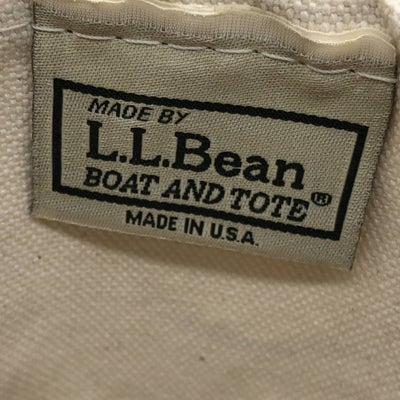 MADE BY
L.L.Bean
BOAT AND TOTE®
MADE IN U.S.A.